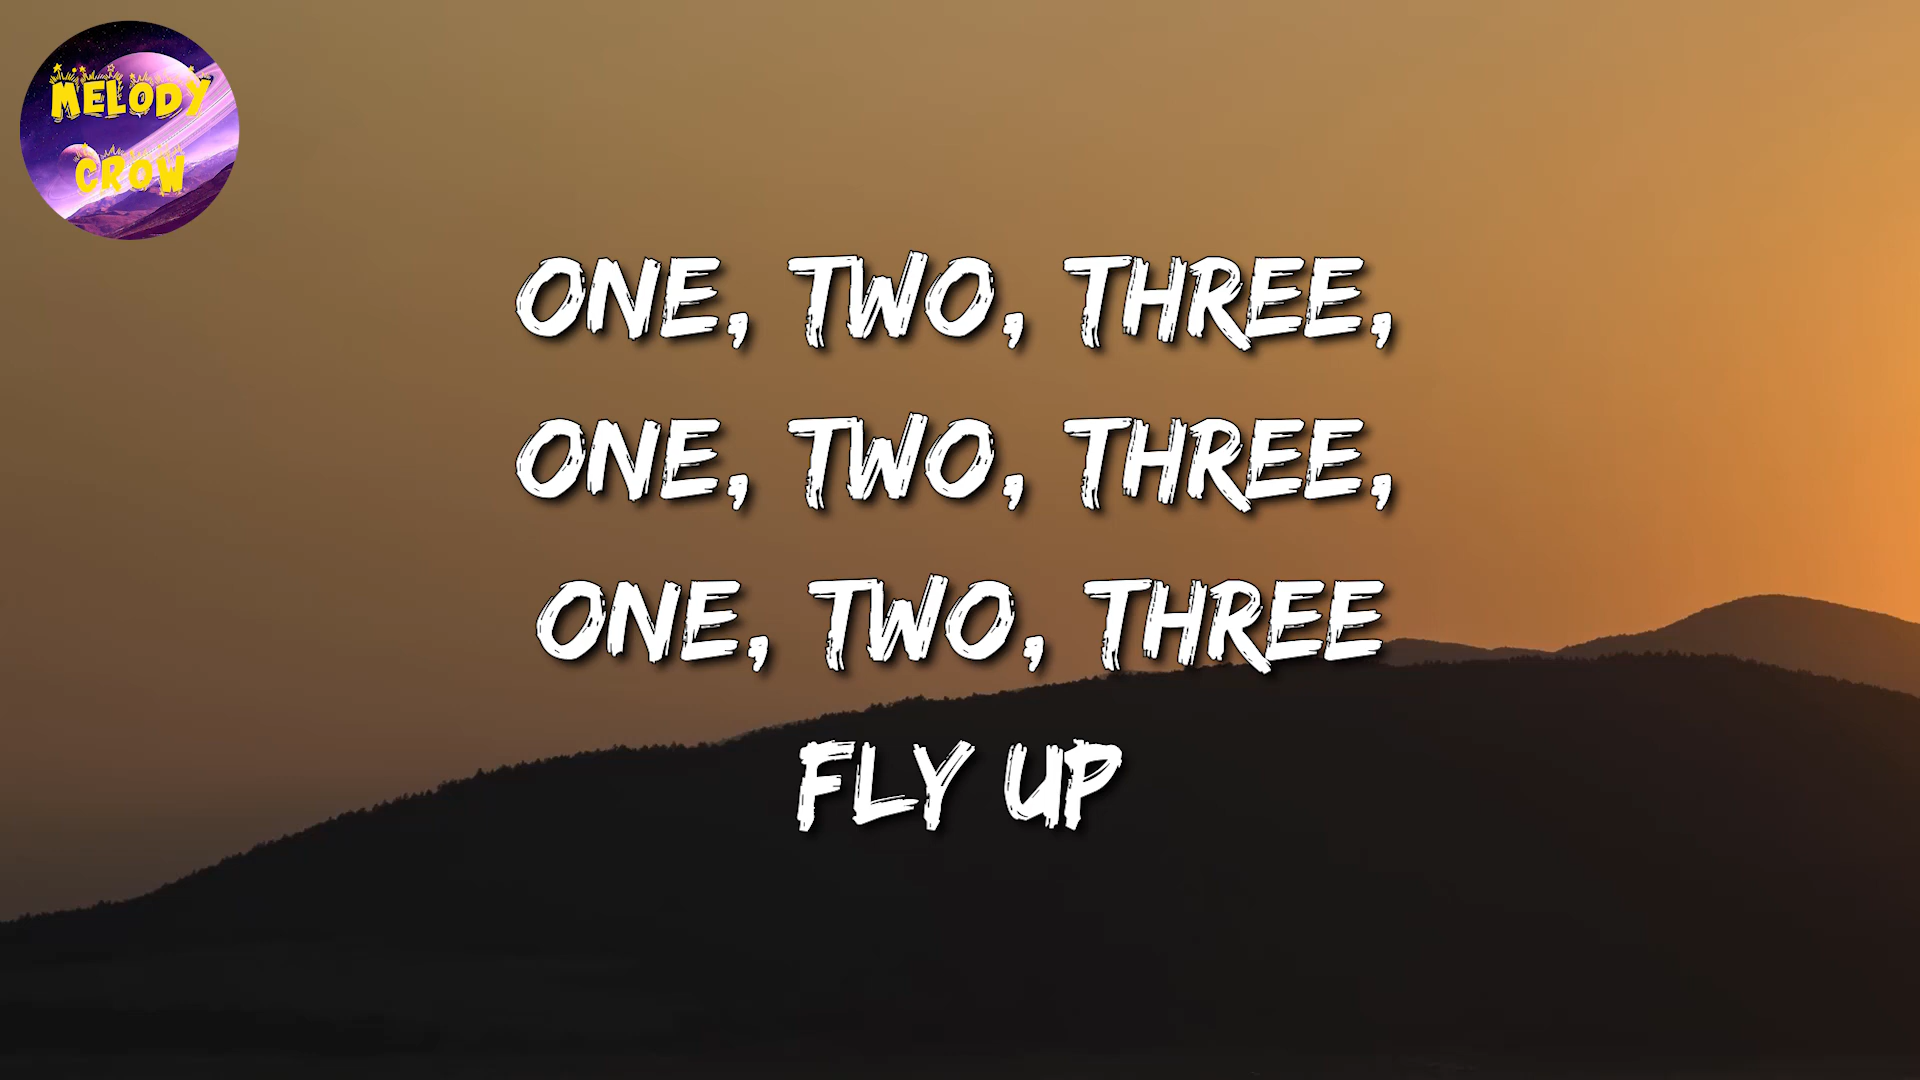 MELODY
CROW
ONE, TWO, THREE,
ONE, TWO, THREE,
ONE, TWO, THREE
FLY UP